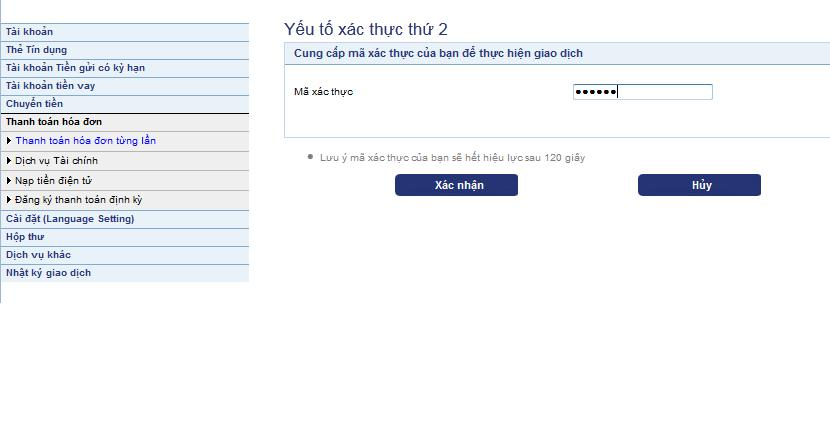 Tài khoản
Thẻ Tín dụng
Tài khoản Tiền gửi có kỳ hạn
Tài khoản tiền vay
Chuyển tiền
Thanh toán hóa đơn
Thanh toán hóa đơn từng lần
Dịch vụ Tài chính
Nạp tiền điện tử
Đăng ký thanh toán định kỳ
Cài đặt (Language Setting)
Hộp thư
Dịch vụ khác
Nhật ký giao dịch
Yếu tố xác thực thứ 2
Cung cấp mã xác thực của bạn để thực hiện giao dịch
Mã xác thực ●●●●●●
Lưu ý mã xác thực của bạn sẽ hết hiệu lực sau 120 giây
Xác nhận Hủy